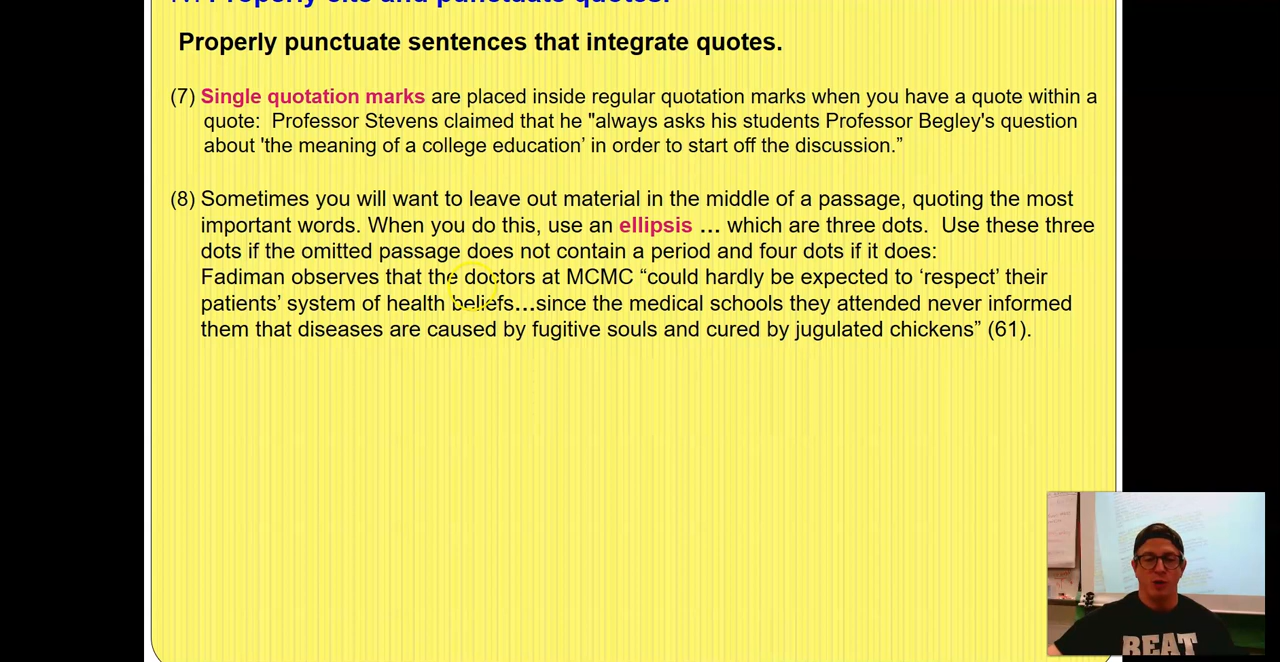 Properly cite and punctuate quotes.
Properly punctuate sentences that integrate quotes.
(7) Single quotation marks are placed inside regular quotation marks when you have a quote within a
quote:  Professor Stevens claimed that he "always asks his students Professor Begley's question
about 'the meaning of a college education’ in order to start off the discussion.”
(8) Sometimes you will want to leave out material in the middle of a passage, quoting the most
important words. When you do this, use an ellipsis ... which are three dots.  Use these three
dots if the omitted passage does not contain a period and four dots if it does:
Fadiman observes that the doctors at MCMC “could hardly be expected to ‘respect’ their
patients’ system of health beliefs...since the medical schools they attended never informed
them that diseases are caused by fugitive souls and cured by jugulated chickens” (61).
BEAT